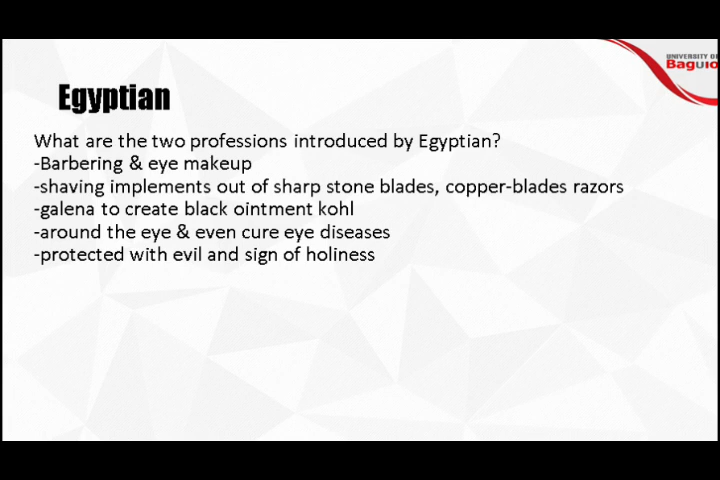 UNIVERSITY OF
Baguio
Egyptian
What are the two professions introduced by Egyptian?
-Barbering & eye makeup
-shaving implements out of sharp stone blades, copper-blades razors
-galena to create black ointment kohl
-around the eye & even cure eye diseases
-protected with evil and sign of holiness